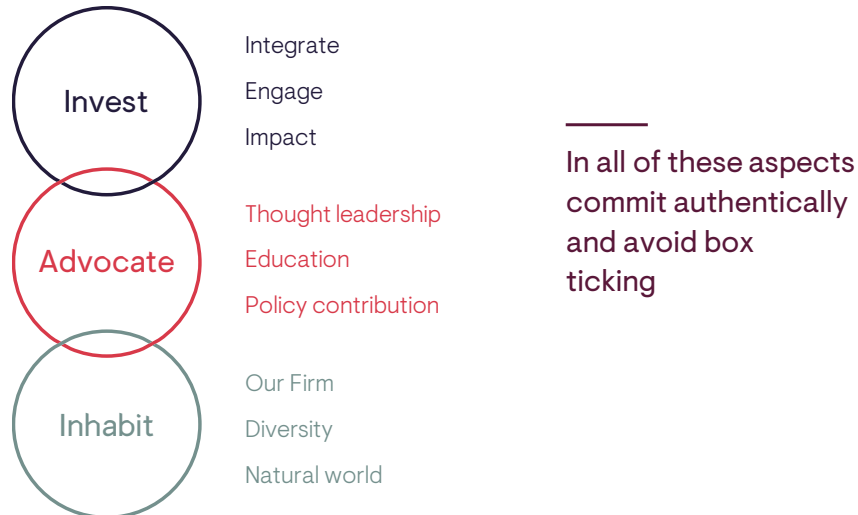 Invest
Integrate
Engage
Impact
Advocate
Thought leadership
Education
Policy contribution
Inhabit
Our Firm
Diversity
Natural world
In all of these aspects
commit authentically
and avoid box
ticking